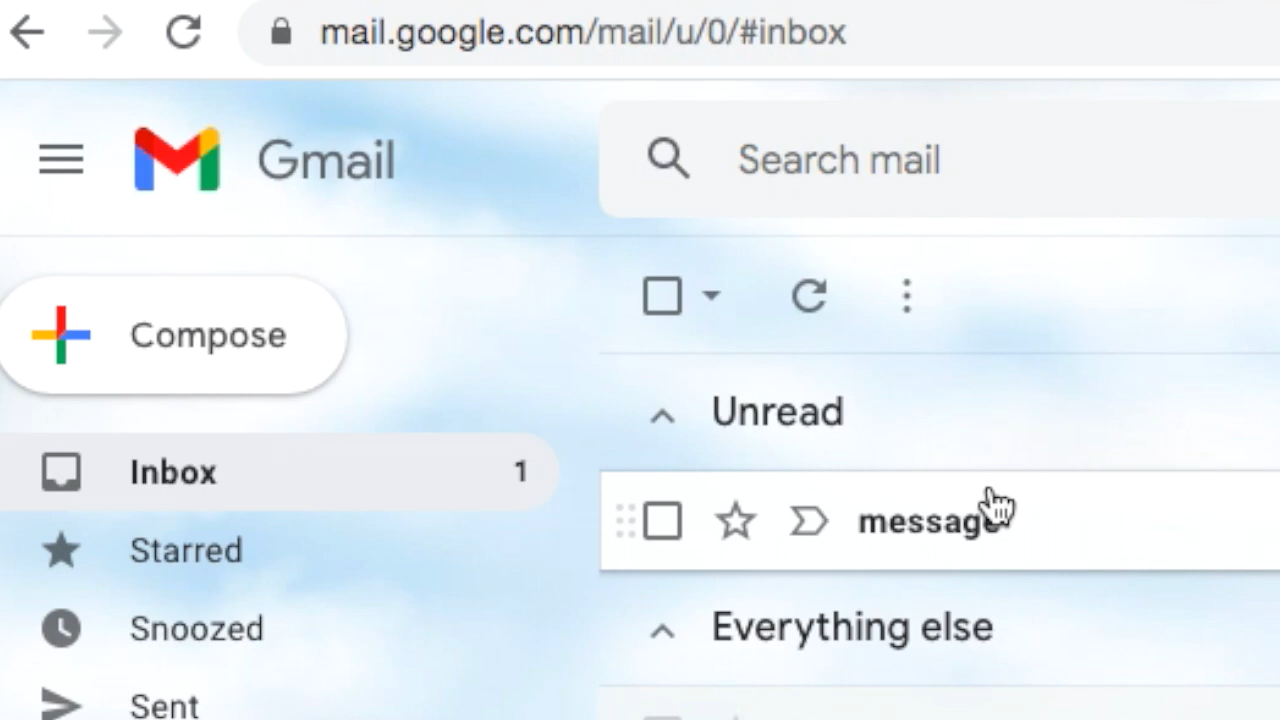 mail.google.com/mail/u/0/#inbox
Gmail
Search mail
Compose
Unread
Inbox 1
message
Starred
Everything else
Snoozed
Sent